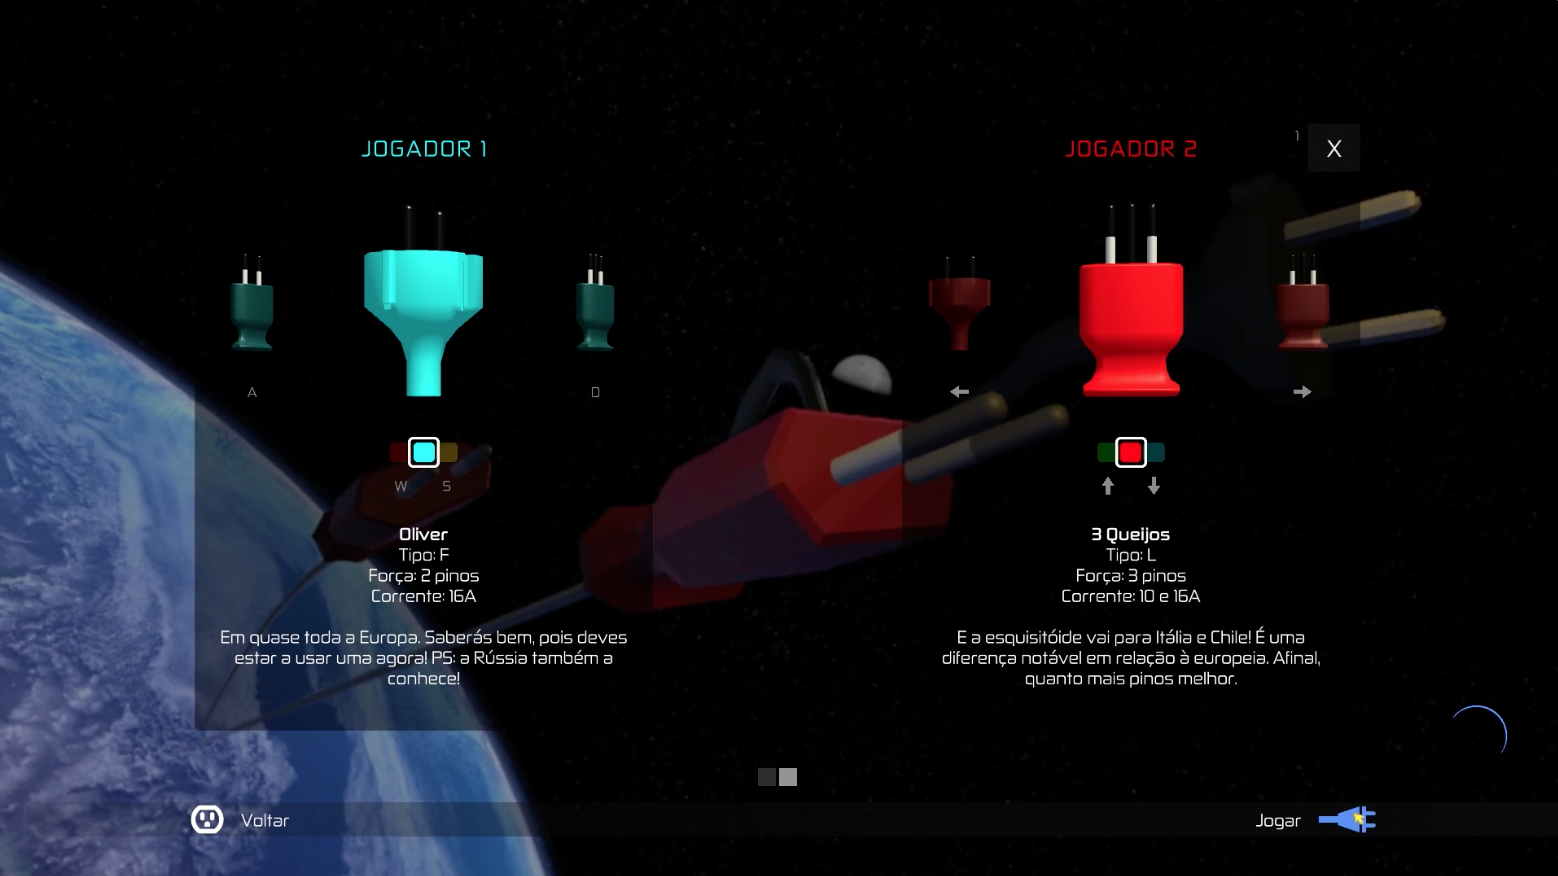 JOGADOR 1
A
D
W S
Oliver
Tipo: F
Força: 2 pinos
Corrente: 16A
Em quase toda a Europa. Saberás bem, pois deves
estar a usar uma agora! PS: a Rússia também a
conhece!
JOGADOR 2
1
X
3 Queijos
Tipo: L
Força: 3 pinos
Corrente: 10 e 16A
E a esquisitóide vai para Itália e Chile! É uma
diferença notável em relação à europeia. Afinal,
quanto mais pinos melhor.
Voltar
Jogar